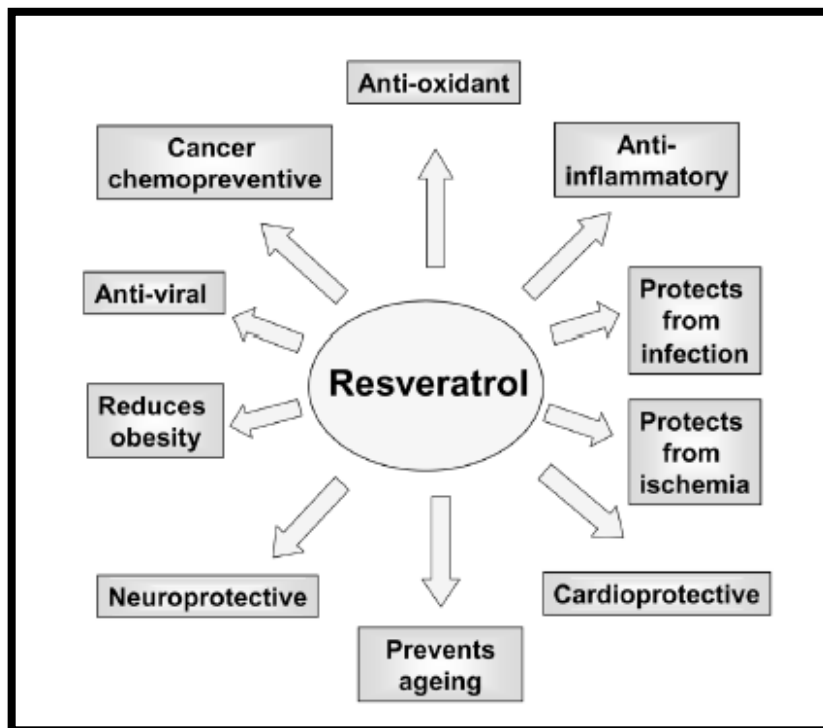 Anti-oxidant
Cancer
chemopreventive
Anti-
inflammatory
Anti-viral
Protects
from
infection
Resveratrol
Reduces
obesity
Protects
from
ischemia
Neuroprotective
Cardioprotective
Prevents
ageing